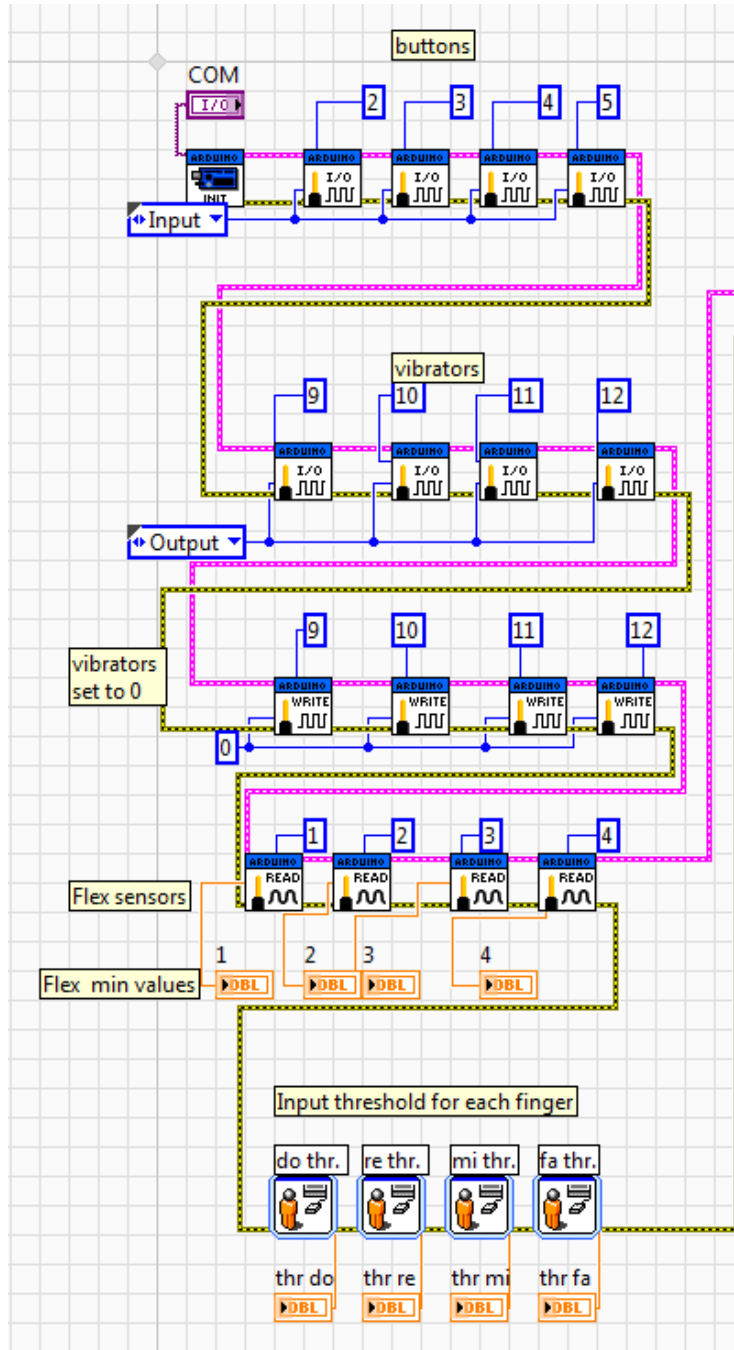 buttons
COM
I/O
2 3 4 5
ARDUINO ARDUINO ARDUINO ARDUINO ARDUINO
INIT I/O I/O I/O I/O
Input
vibrators
9 10 11 12
ARDUINO ARDUINO ARDUINO ARDUINO
I/O I/O I/O I/O
Output
9 10 11 12
vibrators
set to 0
ARDUINO ARDUINO ARDUINO ARDUINO
WRITE WRITE WRITE WRITE
0
1 2 3 4
ARDUINO ARDUINO ARDUINO ARDUINO
READ READ READ READ
Flex sensors
1 2 3 4
Flex  min values
DBL DBL DBL DBL
Input threshold for each finger
do thr. re thr. mi thr. fa thr.
thr do thr re thr mi thr fa
DBL DBL DBL DBL